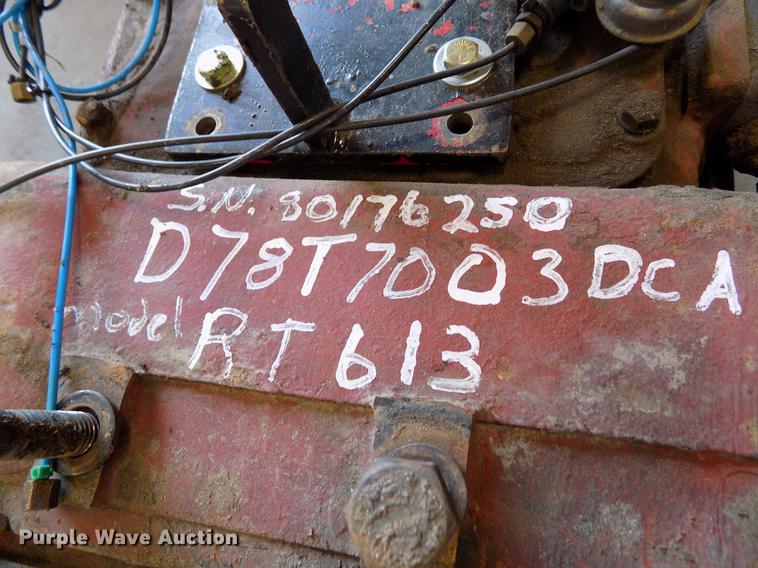 S.N. 80176250
D78T7003DCA
model RT613
Purple Wave Auction